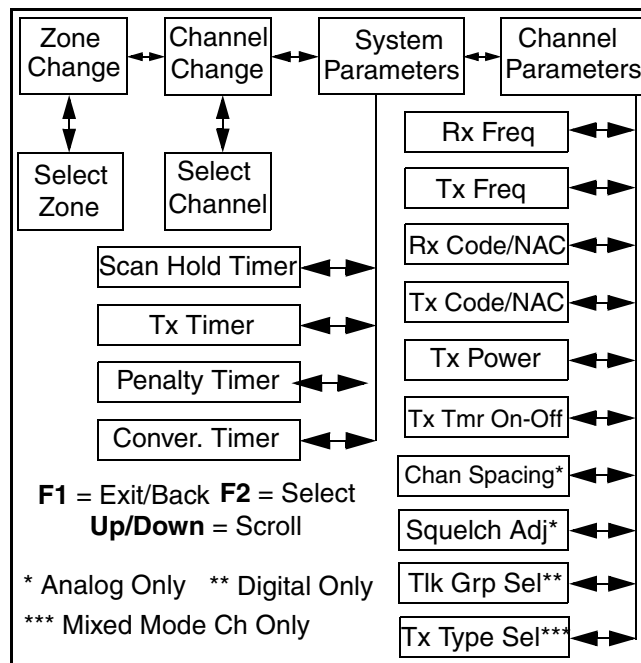 Zone
Change
Channel
Change
System
Parameters
Channel
Parameters
Select
Zone
Select
Channel
Scan Hold Timer
Tx Timer
Penalty Timer
Conver. Timer
Rx Freq
Tx Freq
Rx Code/NAC
Tx Code/NAC
Tx Power
Tx Tmr On-Off
Chan Spacing*
Squelch Adj*
Tlk Grp Sel**
Tx Type Sel***
F1 = Exit/Back F2 = Select
Up/Down = Scroll
* Analog Only ** Digital Only
*** Mixed Mode Ch Only